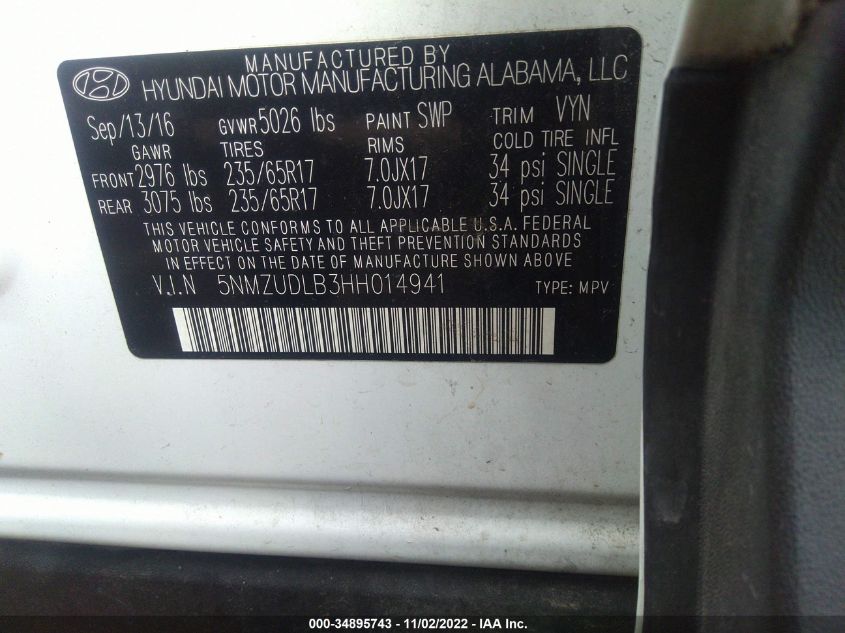 MANUFACTURED BY
HYUNDAI MOTOR MANUFACTURING ALABAMA, LLC
Sep/13/16 GVWR 5026 lbs PAINT SWP TRIM VYN
GAWR TIRES RIMS COLD TIRE INFL
FRONT 2976 lbs 235/65R17 7.0JX17 34 psi SINGLE
REAR 3075 lbs 235/65R17 7.0JX17 34 psi SINGLE
THIS VEHICLE CONFORMS TO ALL APPLICABLE U.S.A. FEDERAL
MOTOR VEHICLE SAFETY AND THEFT PREVENTION STANDARDS
IN EFFECT ON THE DATE OF MANUFACTURE SHOWN ABOVE
V.I.N 5NMZUDLB3HH014941 TYPE: MPV
000-34895743 - 11/02/2022 - IAA Inc.